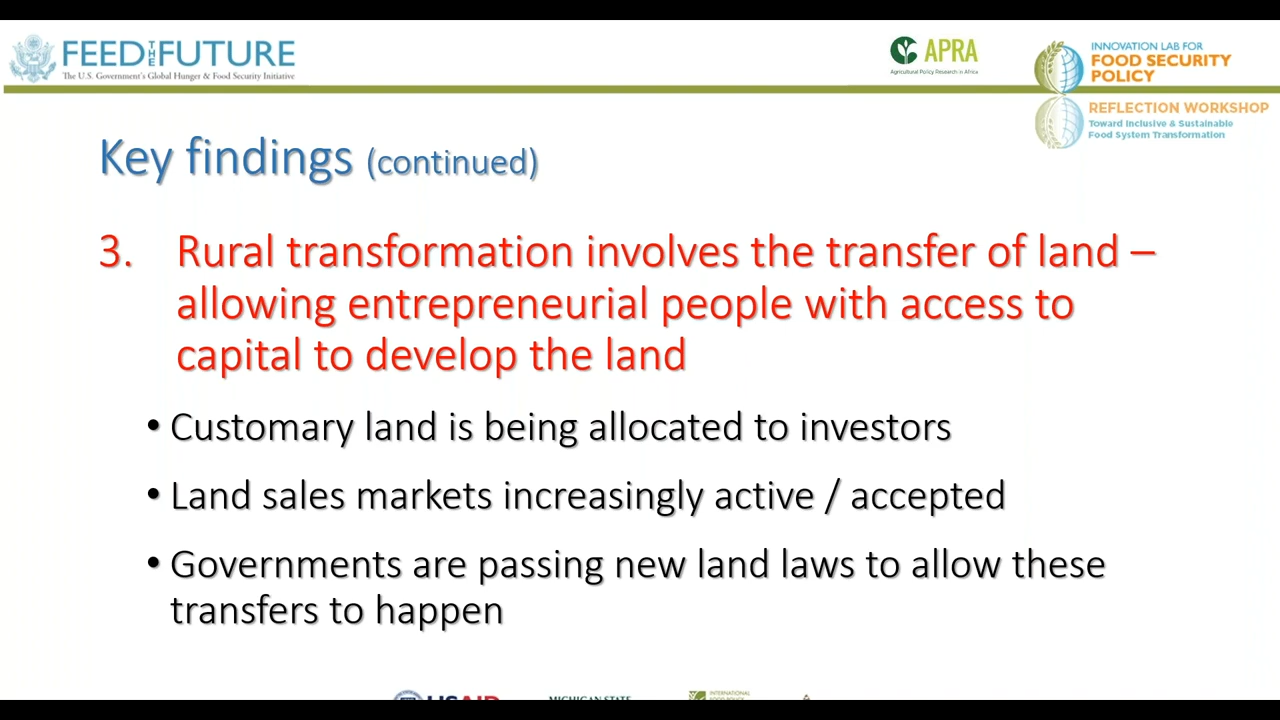 FEED THE FUTURE
The U.S. Government's Global Hunger & Food Security Initiative
APRA
Agricultural Policy Research in Africa
INNOVATION LAB FOR
FOOD SECURITY
POLICY
REFLECTION WORKSHOP
Toward Inclusive & Sustainable
Food System Transformation
Key findings (continued)
3. Rural transformation involves the transfer of land –
allowing entrepreneurial people with access to
capital to develop the land
• Customary land is being allocated to investors
• Land sales markets increasingly active / accepted
• Governments are passing new land laws to allow these
transfers to happen
USAID
MICHIGAN STATE
INTERNATIONAL